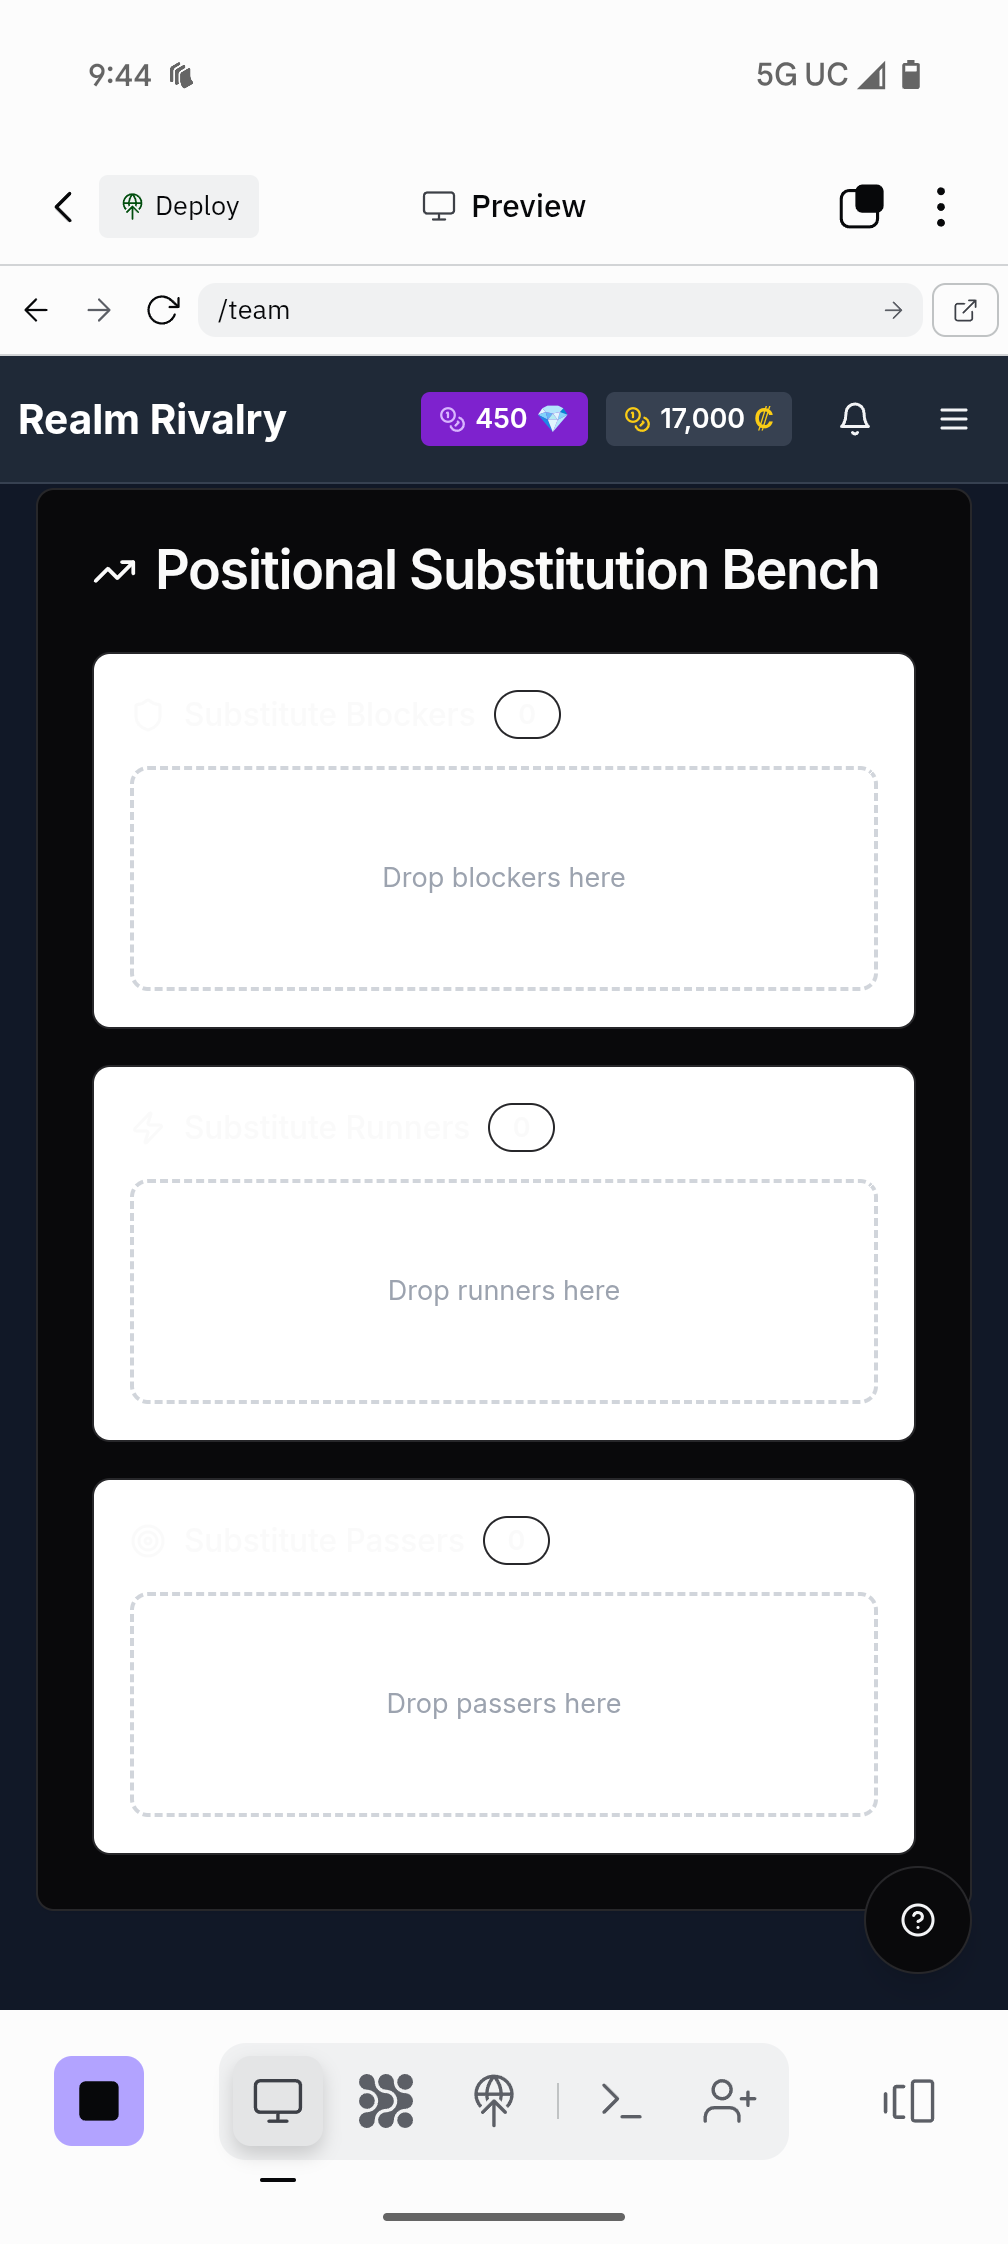 9:44
5G UC
Deploy
Preview
/team
Realm Rivalry
450 💎
17,000 ₡
Positional Substitution Bench
Substitute Blockers 0
Drop blockers here
Substitute Runners 0
Drop runners here
Substitute Passers 0
Drop passers here